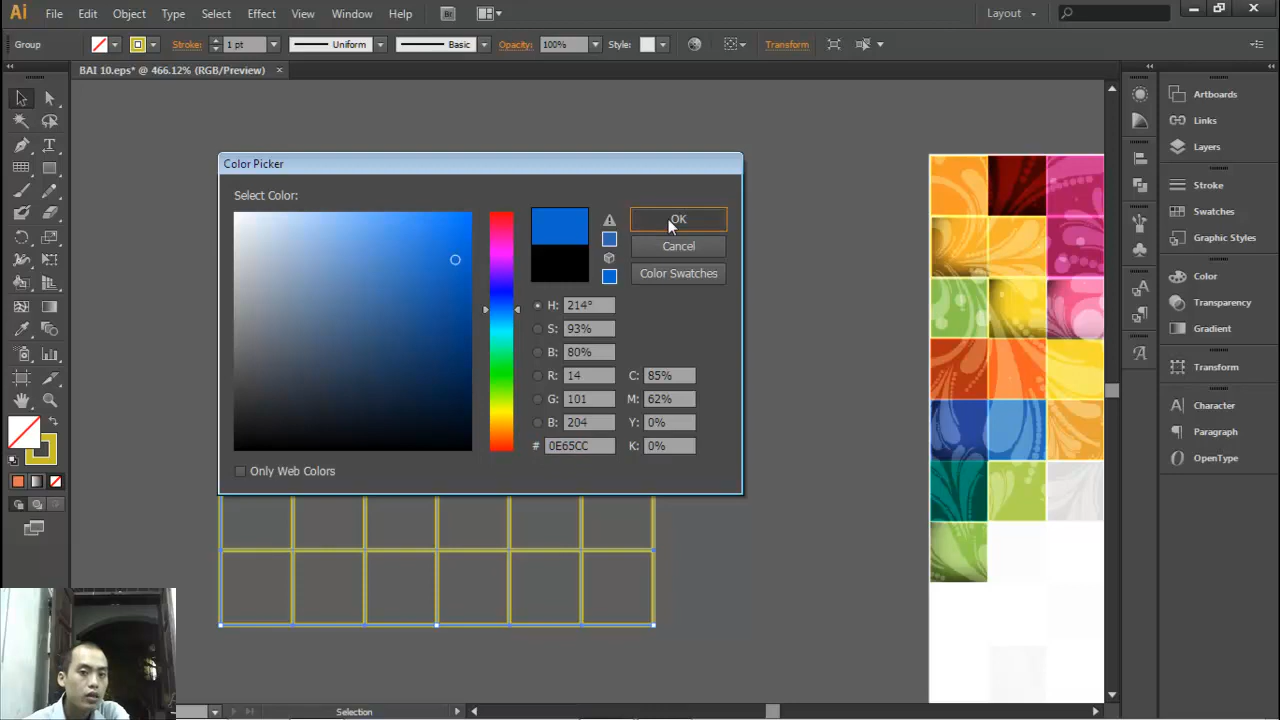 Ai File Edit Object Type Select Effect View Window Help Br Layout
Group Stroke: 1 pt Uniform Basic Opacity: 100% Style: Transform
BAI 10.eps* @ 466.12% (RGB/Preview) ×
Color Picker
Select Color:
OK
Cancel
Color Swatches
H: 214°
S: 93%
B: 80%
R: 14 C: 85%
G: 101 M: 62%
B: 204 Y: 0%
# 0E65CC K: 0%
Only Web Colors
Artboards
Links
Layers
Stroke
Swatches
Graphic Styles
Color
Transparency
Gradient
Transform
Character
Paragraph
OpenType
Selection